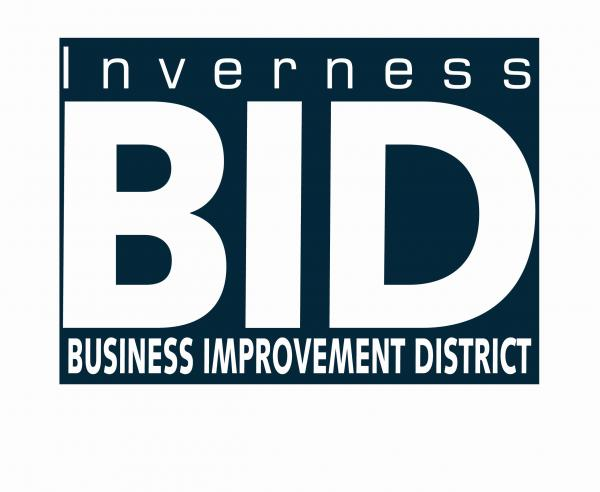 Inverness
BID
BUSINESS IMPROVEMENT DISTRICT